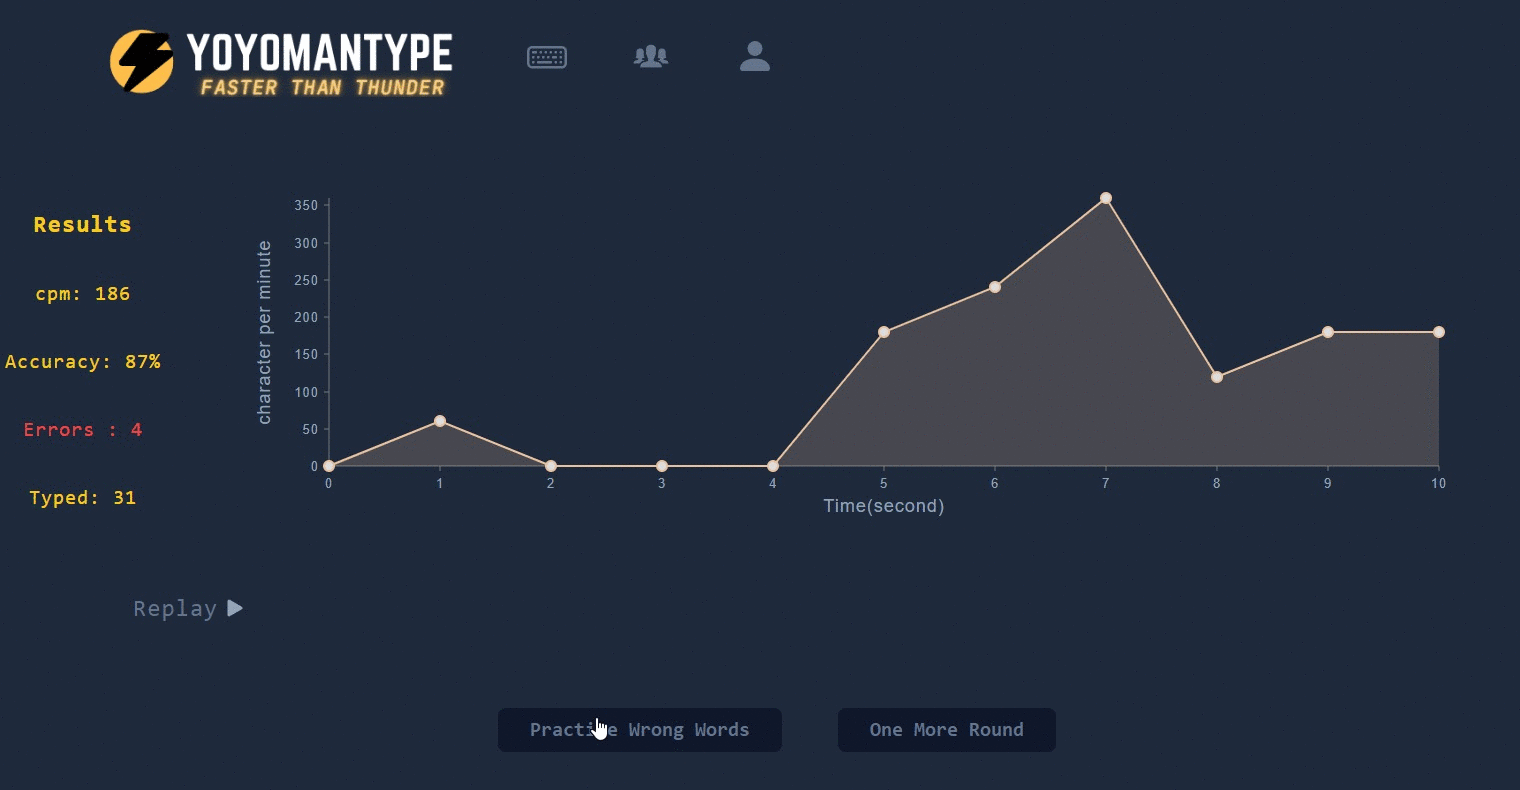 YOYOMANTYPE
FASTER THAN THUNDER
Results
cpm: 186
Accuracy: 87%
Errors : 4
Typed: 31
character per minute
350
300
250
200
150
100
50
0
0 1 2 3 4 5 6 7 8 9 10
Time(second)
Replay
Practice Wrong Words
One More Round